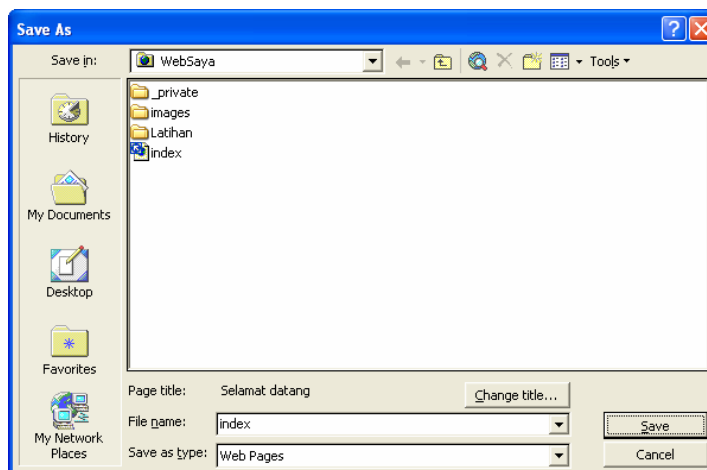 Save As
Save in:
WebSaya
Tools
_private
images
Latihan
index
History
My Documents
Desktop
Favorites
My Network
Places
Page title:
Selamat datang
Change title...
File name:
index
Save
Save as type:
Web Pages
Cancel